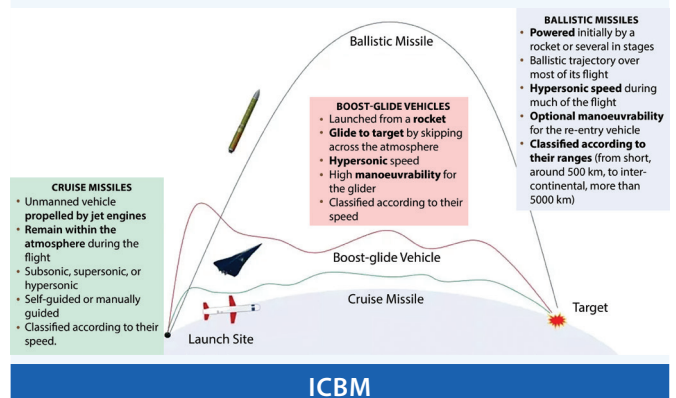 BALLISTIC MISSILES
• Powered initially by a
rocket or several in stages
• Ballistic trajectory over
most of its flight
• Hypersonic speed during
much of the flight
• Optional manoeuvrability
for the re-entry vehicle
• Classified according to
their ranges (from short,
around 500 km, to inter-
continental, more than
5000 km)
Ballistic Missile
BOOST-GLIDE VEHICLES
• Launched from a rocket
• Glide to target by skipping
across the atmosphere
• Hypersonic speed
• High manoeuvrability for
the glider
• Classified according to their
speed
CRUISE MISSILES
• Unmanned vehicle
propelled by jet engines
• Remain within the
atmosphere during the
flight
• Subsonic, supersonic, or
hypersonic
• Self-guided or manually
guided
• Classified according to their
speed.
Boost-glide Vehicle
Cruise Missile
Target
Launch Site
ICBM